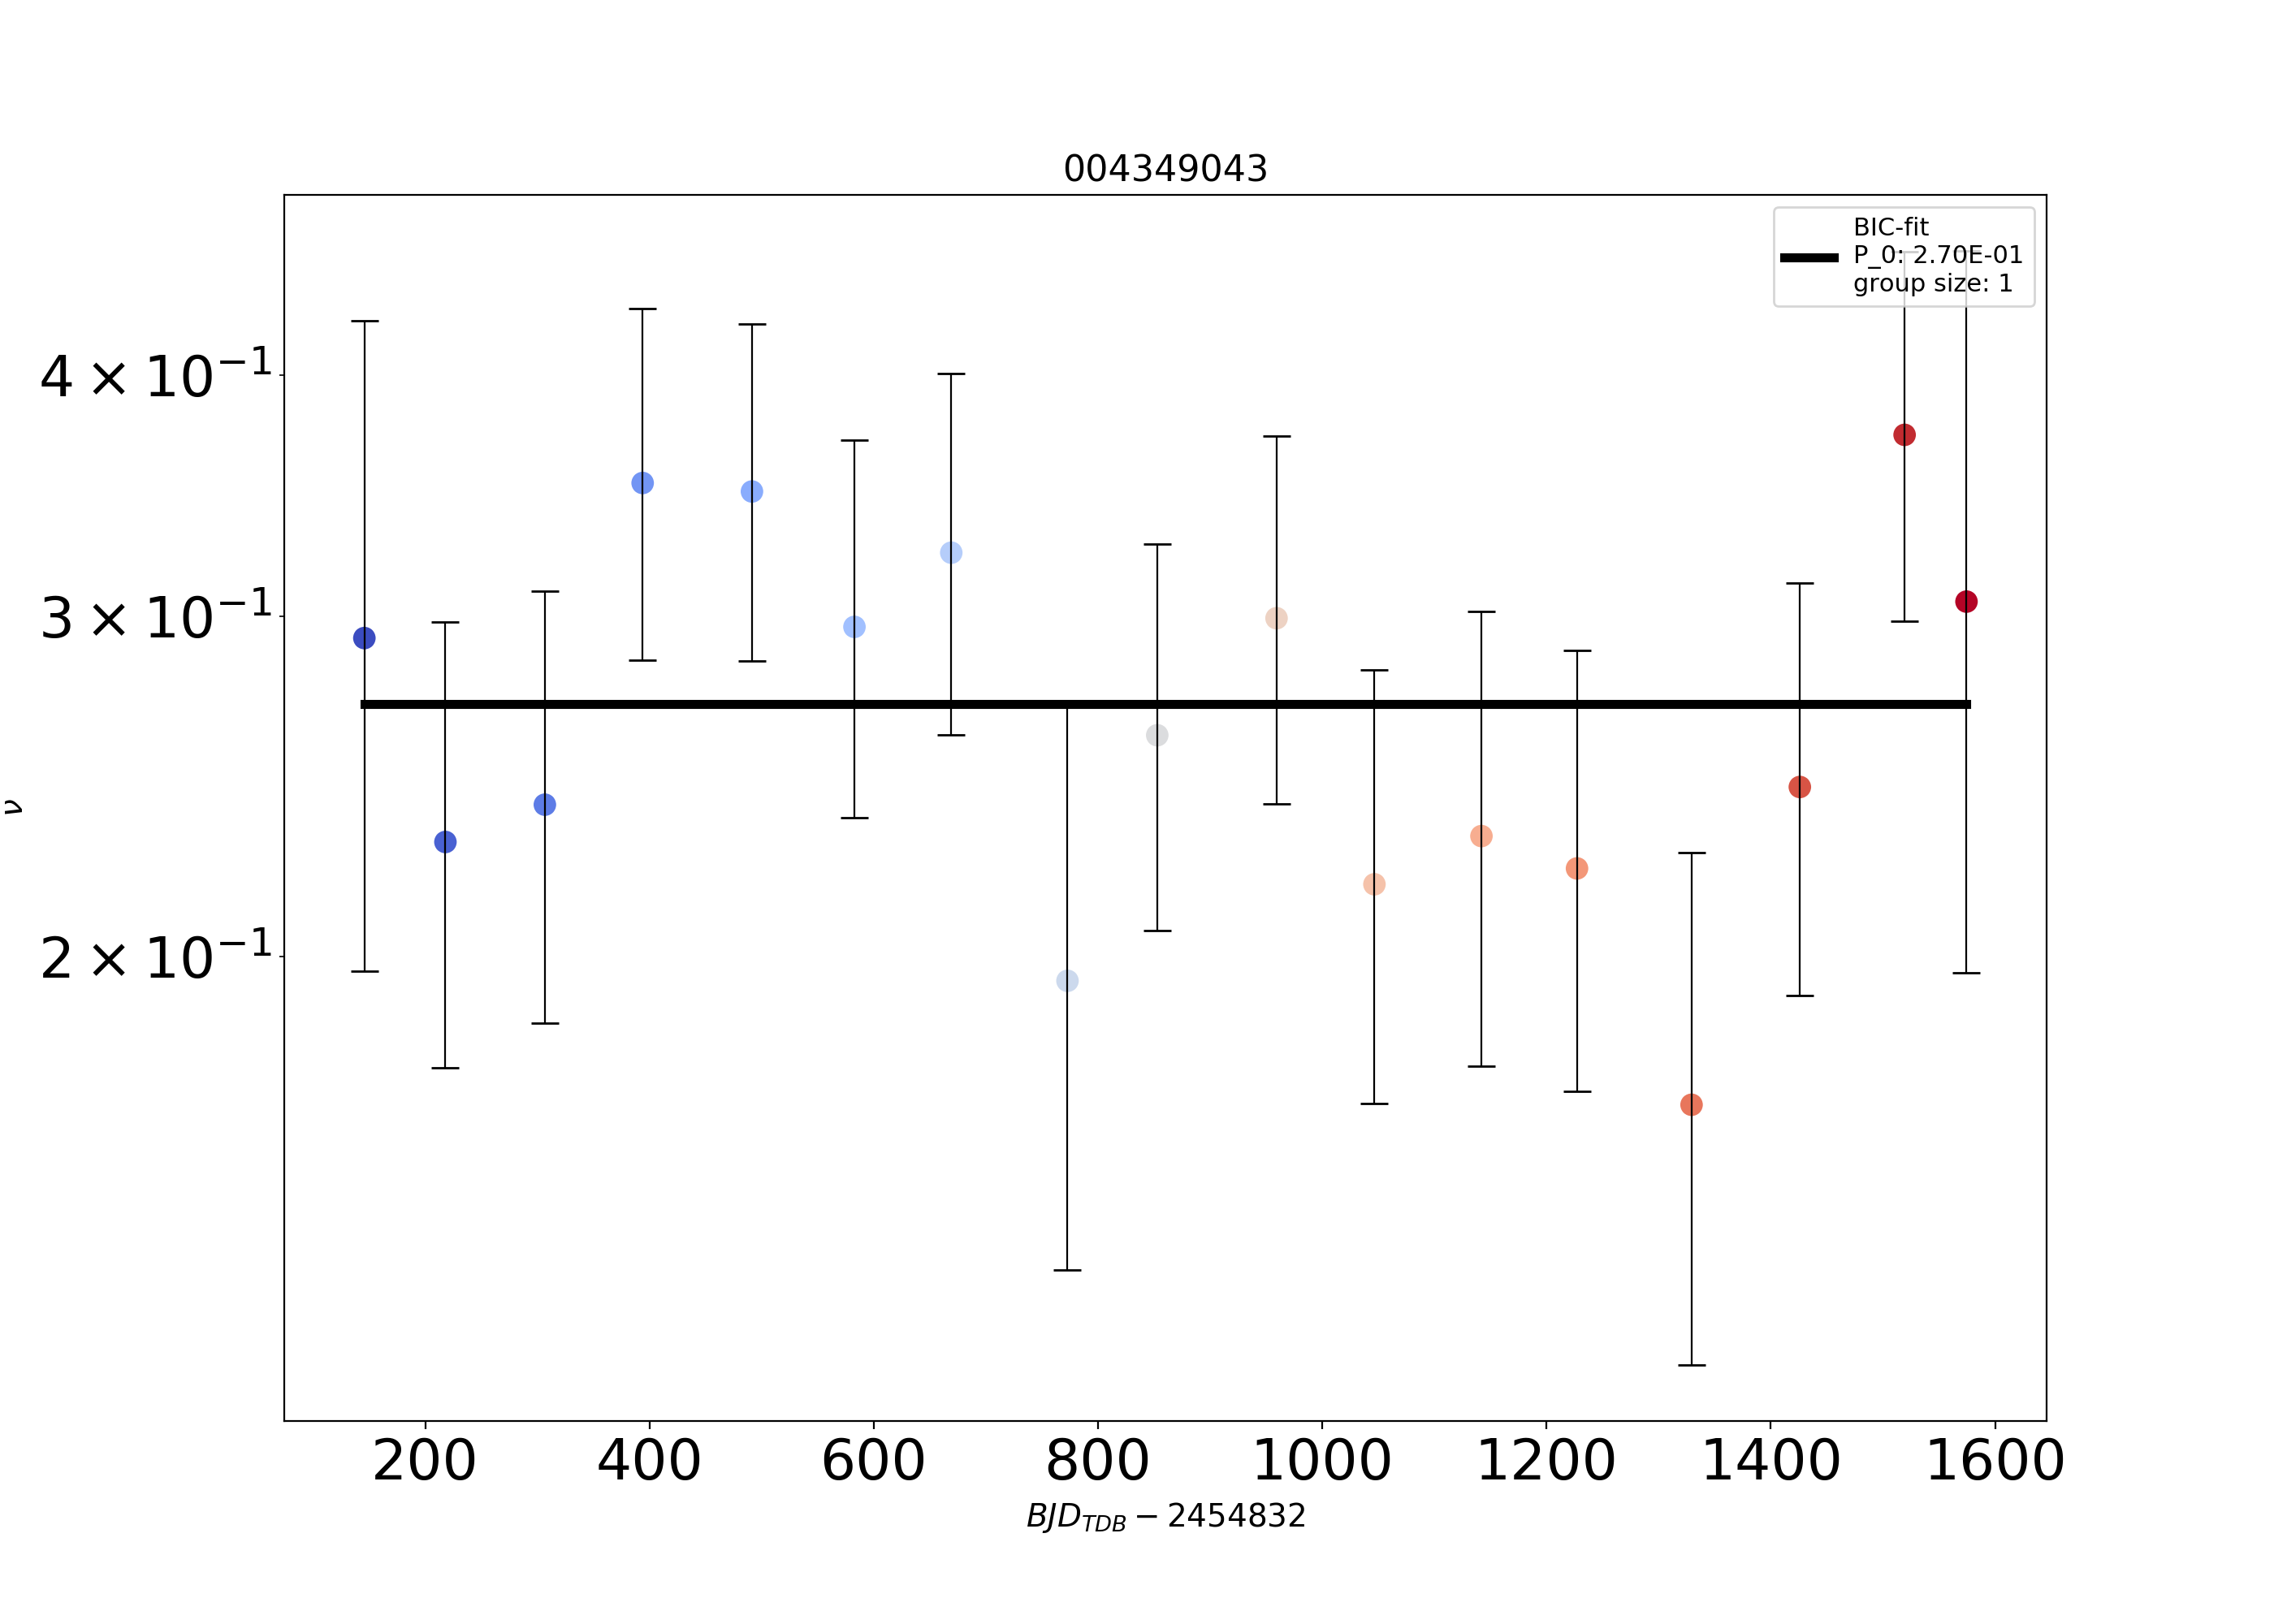 004349043
BIC-fit
P_0: 2.70E-01
group size: 1
4 × 10⁻¹
3 × 10⁻¹
2 × 10⁻¹
ν
200 400 600 800 1000 1200 1400 1600
BJD_TDB − 2454832